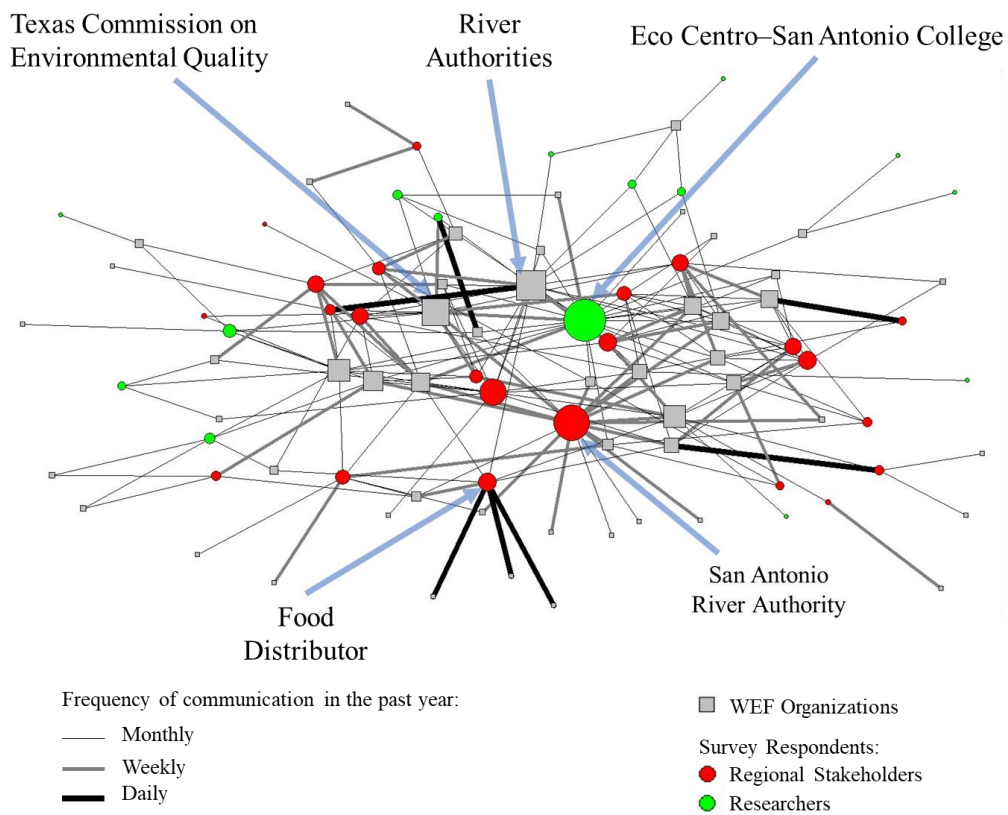 Texas Commission on
Environmental Quality
River
Authorities
Eco Centro–San Antonio College
Food
Distributor
San Antonio
River Authority
Frequency of communication in the past year:
Monthly
Weekly
Daily
WEF Organizations
Survey Respondents:
Regional Stakeholders
Researchers